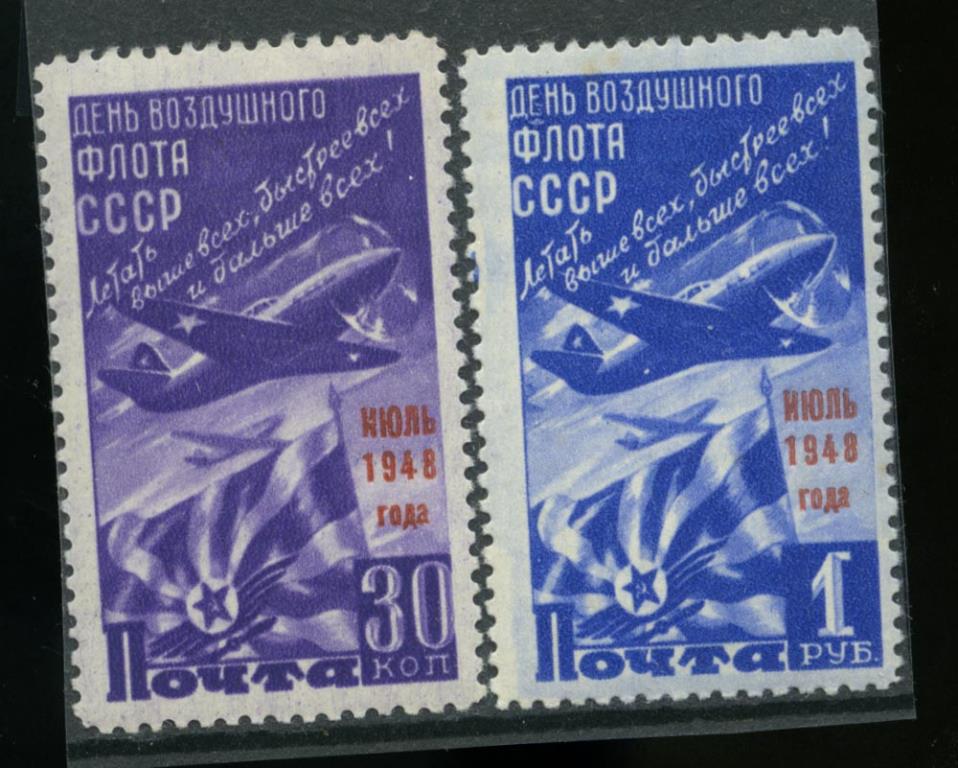 ДЕНЬ ВОЗДУШНОГО
ФЛОТА
СССР
Летать
выше всех, быстрее всех
и дальше всех!
ИЮЛЬ
1948
года
30
КОП
Почта
ДЕНЬ ВОЗДУШНОГО
ФЛОТА
СССР
Летать
выше всех, быстрее всех
и дальше всех!
ИЮЛЬ
1948
года
1
РУБ.
Почта